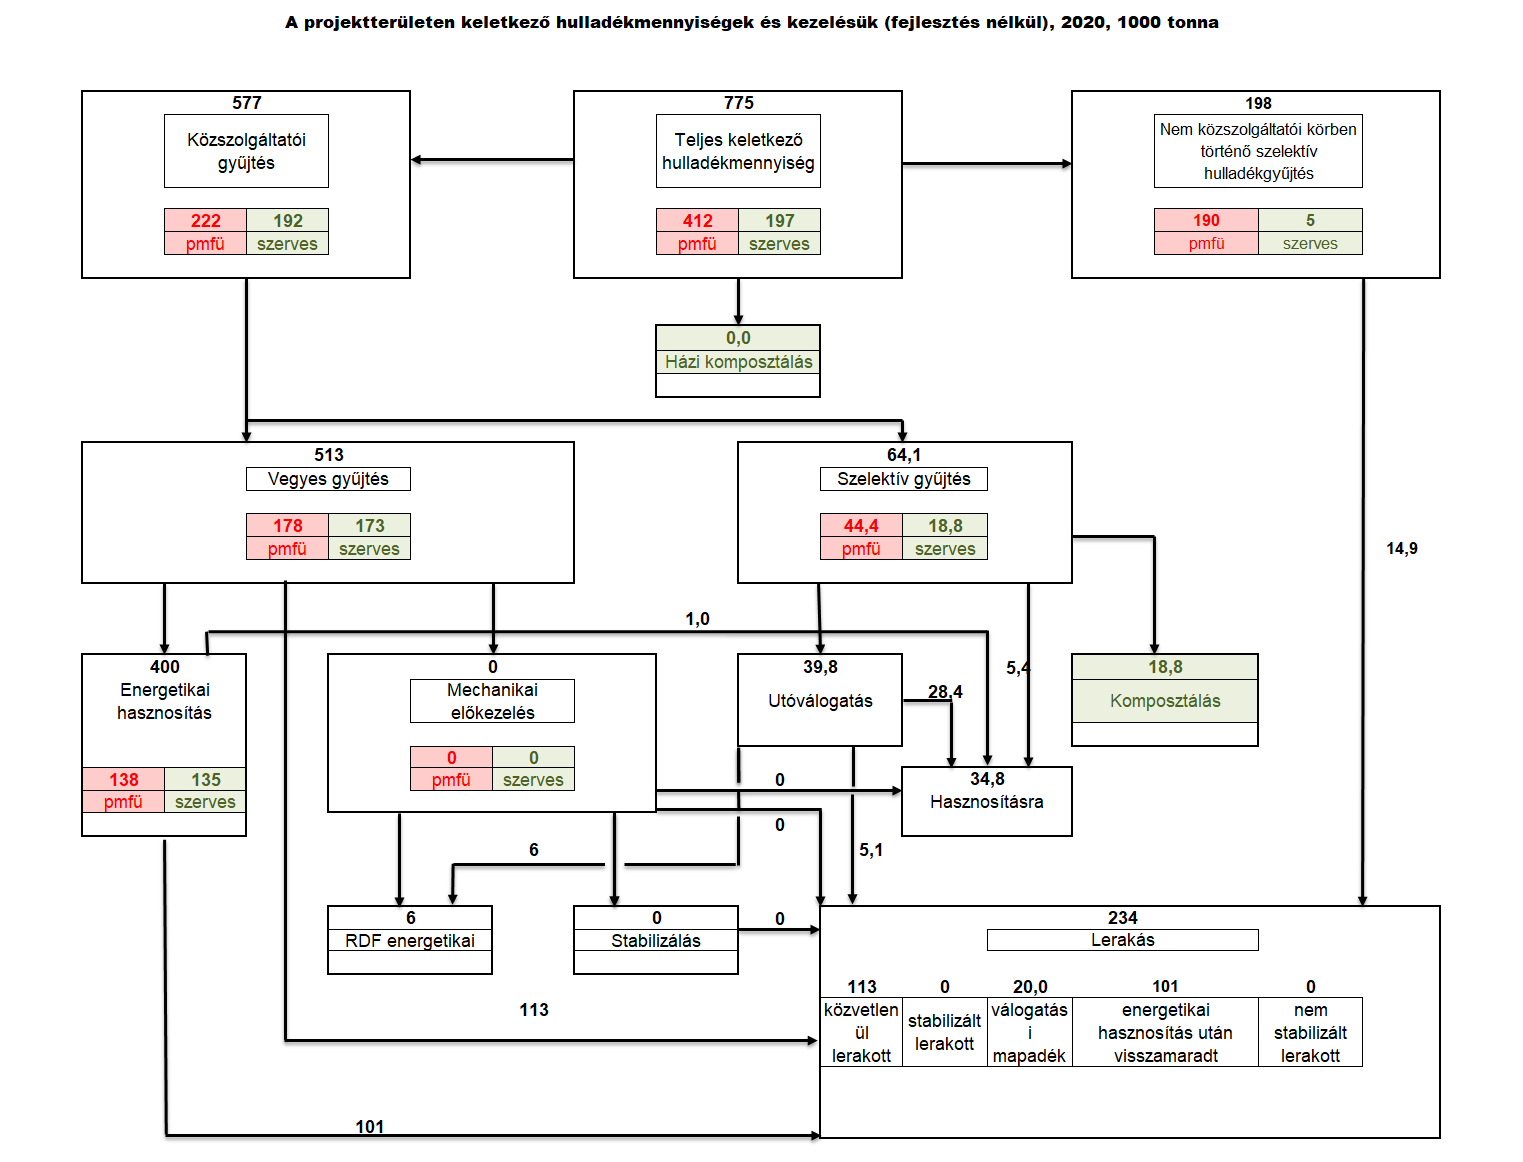 A projektterületen keletkező hulladékmennyiségek és kezelésük (fejlesztés nélkül), 2020, 1000 tonna
577
Közszolgáltatói
gyűjtés
222 192
pmfü szerves
775
Teljes keletkező
hulladékmennyiség
412 197
pmfü szerves
198
Nem közszolgáltatói körben
történő szelektív
hulladékgyűjtés
190 5
pmfü szerves
0,0
Házi komposztálás
513
Vegyes gyűjtés
178 173
pmfü szerves
64,1
Szelektív gyűjtés
44,4 18,8
pmfü szerves
14,9
1,0
400
Energetikai
hasznosítás
138 135
pmfü szerves
0
Mechanikai
előkezelés
0 0
pmfü szerves
39,8
Utóválogatás
28,4
5,4
18,8
Komposztálás
0
34,8
Hasznosításra
0
6
5,1
6
RDF energetikai
0
Stabilizálás
0
234
Lerakás
113 0 20,0 101 0
közvetlen
ül
lerakott
stabilizált
lerakott
válogatás
i
mapadék
energetikai
hasznosítás után
visszamaradt
nem
stabilizált
lerakott
113
101